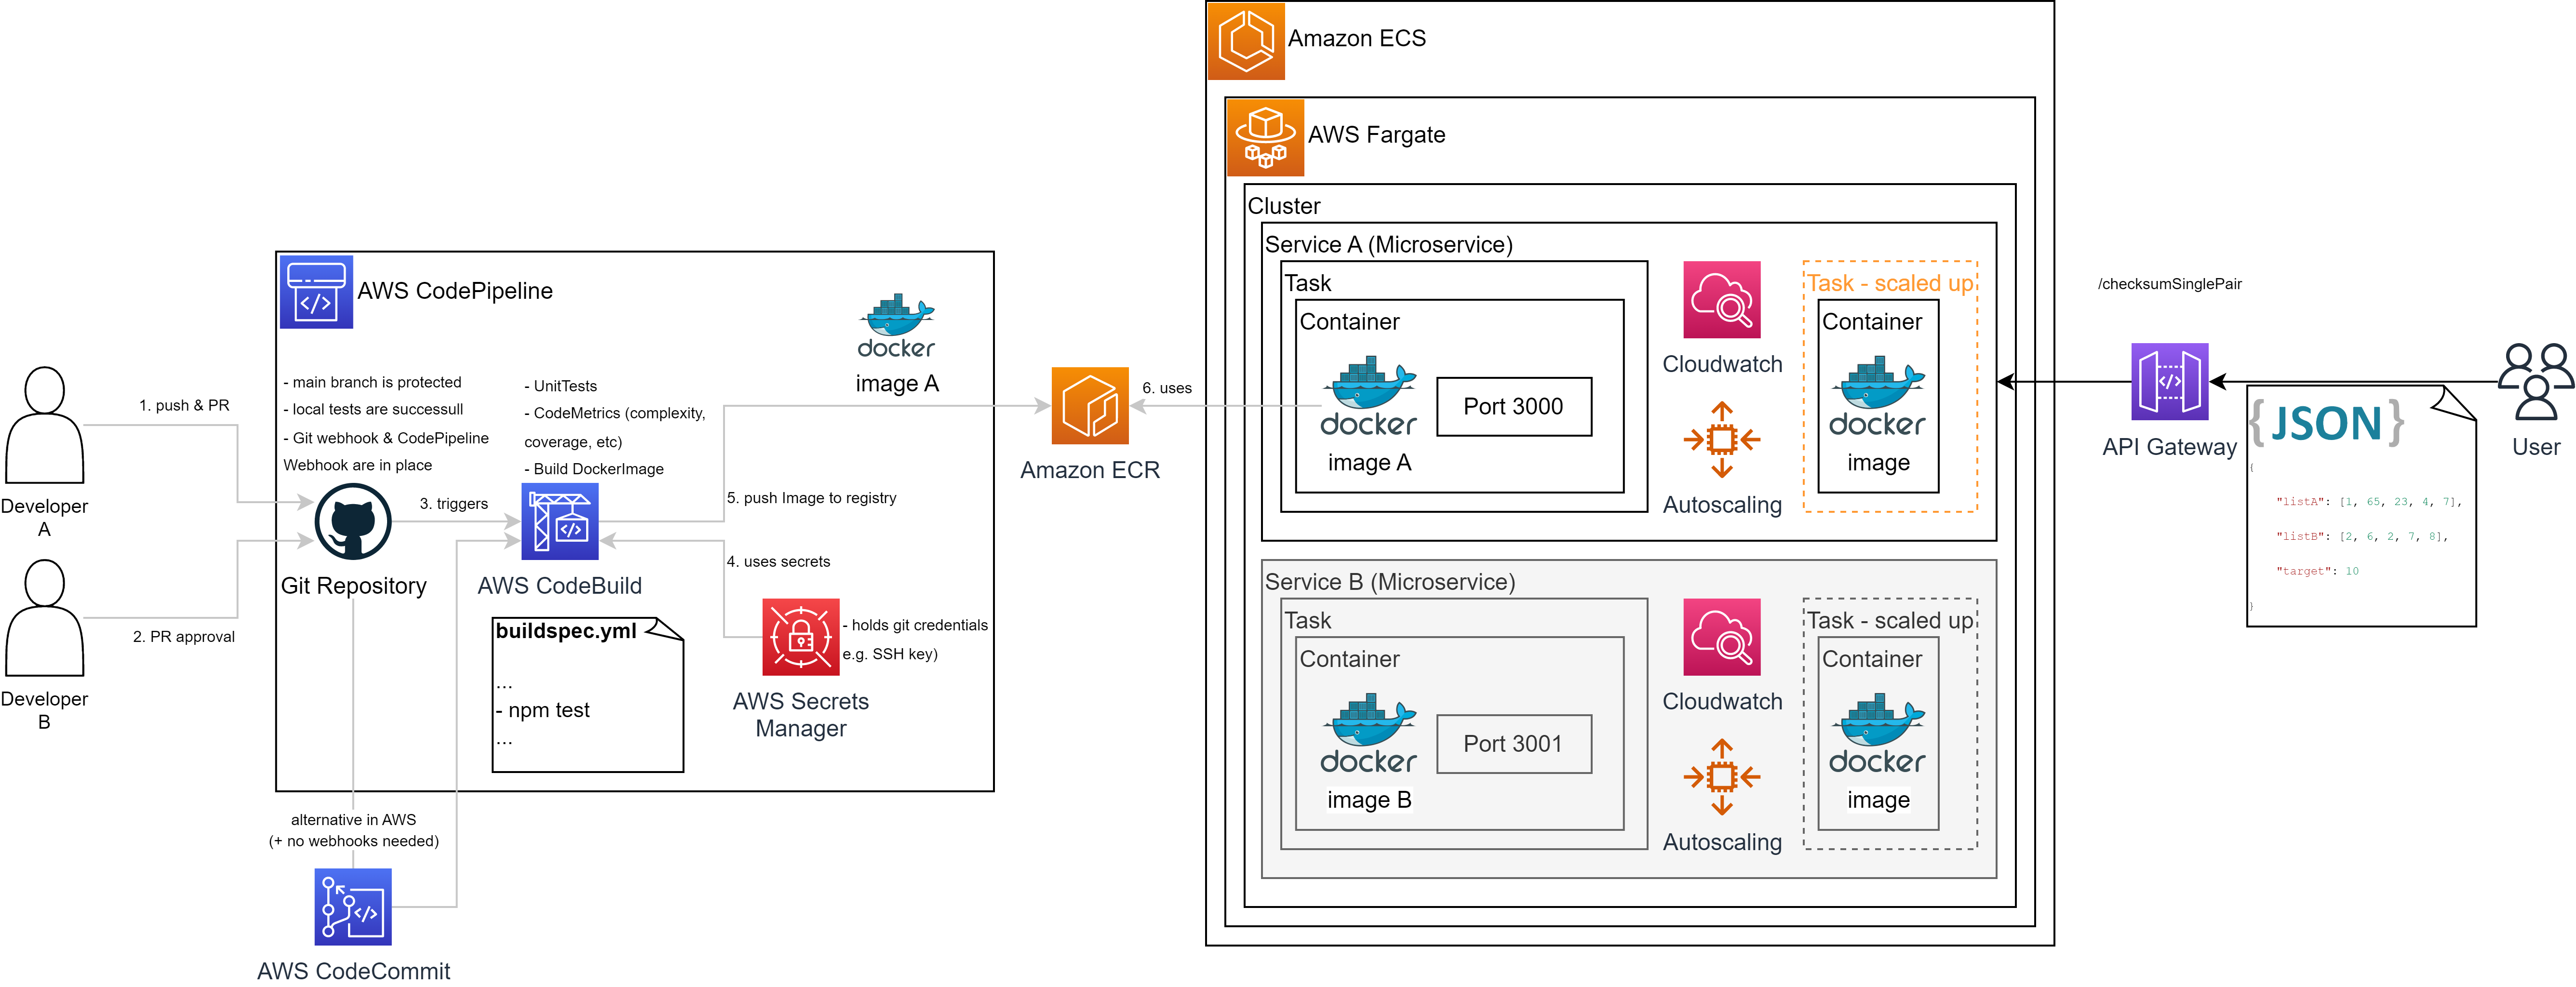 Amazon ECS
AWS Fargate
Cluster
Service A (Microservice)
Task
Container
docker
image A
Port 3000
Cloudwatch
Autoscaling
Task - scaled up
Container
docker
image
Service B (Microservice)
Task
Container
docker
image B
Port 3001
Cloudwatch
Autoscaling
Task - scaled up
Container
docker
image
AWS CodePipeline
docker
image A
- main branch is protected
- local tests are successull
- Git webhook & CodePipeline
Webhook are in place
- UnitTests
- CodeMetrics (complexity,
coverage, etc)
- Build DockerImage
Developer
A
Developer
B
1. push & PR
2. PR approval
Git Repository
3. triggers
AWS CodeBuild
5. push Image to registry
4. uses secrets
- holds git credentials
e.g. SSH key)
AWS Secrets
Manager
buildspec.yml
...
- npm test
...
alternative in AWS
(+ no webhooks needed)
AWS CodeCommit
Amazon ECR
6. uses
/checksumSinglePair
API Gateway
User
{JSON}
{
"listA": [1, 65, 23, 4, 7],
"listB": [2, 6, 2, 7, 8],
"target": 10
}